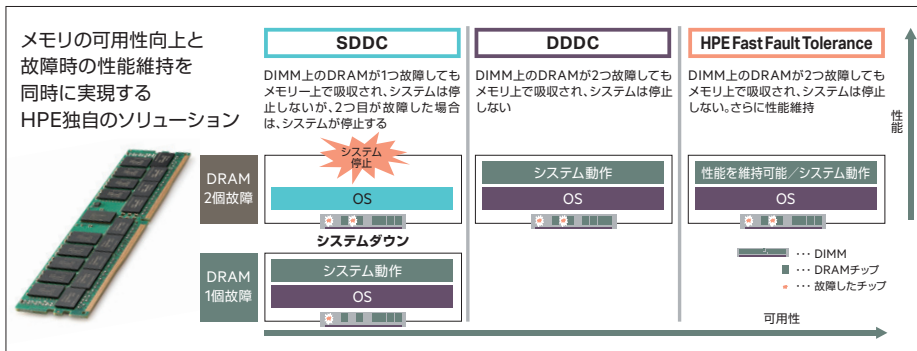 メモリの可用性向上と
故障時の性能維持を
同時に実現する
HPE独自のソリューション
SDDC
DIMM上のDRAMが1つ故障しても
メモリー上で吸収され、システムは停
止しないが、2つ目が故障した場合
は、システムが停止する
DDDC
DIMM上のDRAMが2つ故障しても
メモリ上で吸収され、システムは停止
しない
HPE Fast Fault Tolerance
DIMM上のDRAMが2つ故障しても
メモリ上で吸収され、システムは停止
しない。さらに性能維持
性能
DRAM
2個故障
システム
停止
OS
システムダウン
システム動作
OS
性能を維持可能／システム動作
OS
DRAM
1個故障
システム動作
OS
･･･ DIMM
･･･ DRAMチップ
･･･ 故障したチップ
可用性